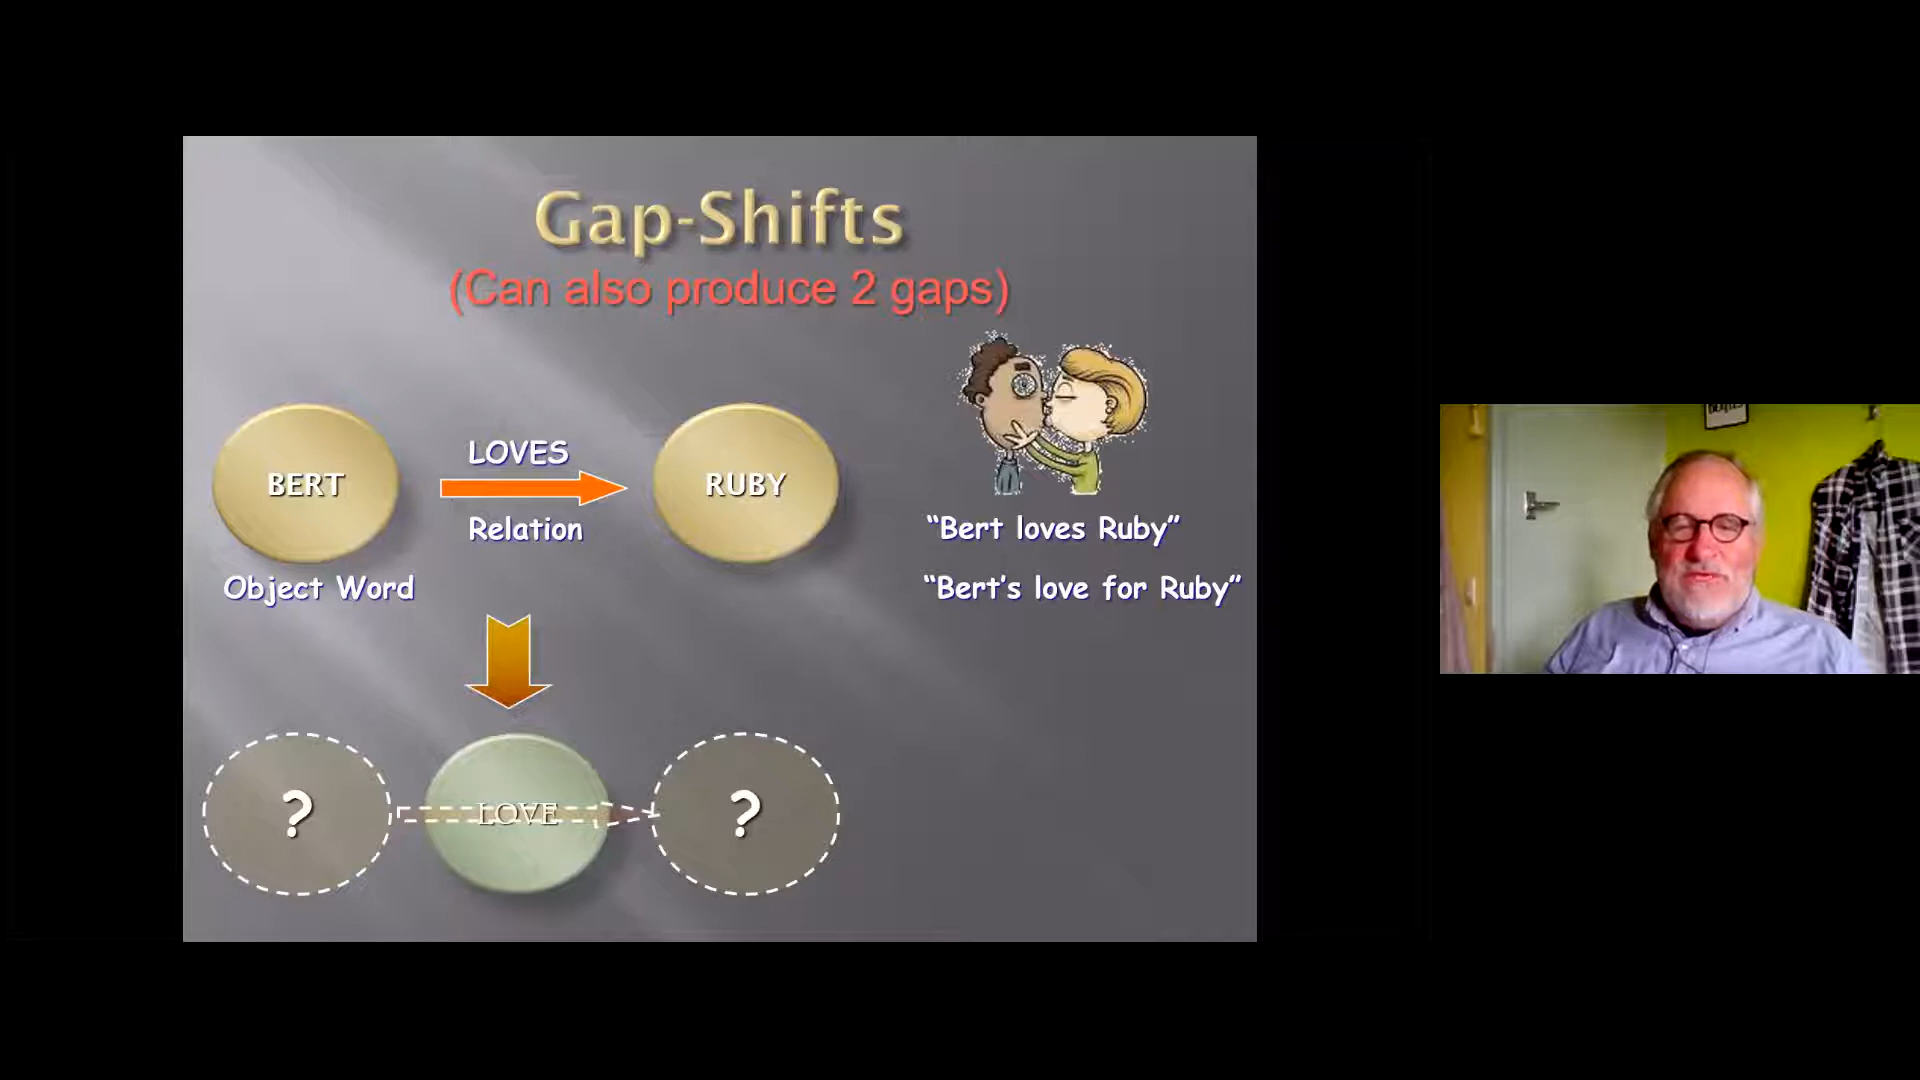 Gap-Shifts
(Can also produce 2 gaps)
BERT
LOVES
Relation
RUBY
Object Word
“Bert loves Ruby”
“Bert’s love for Ruby”
?
LOVE
?